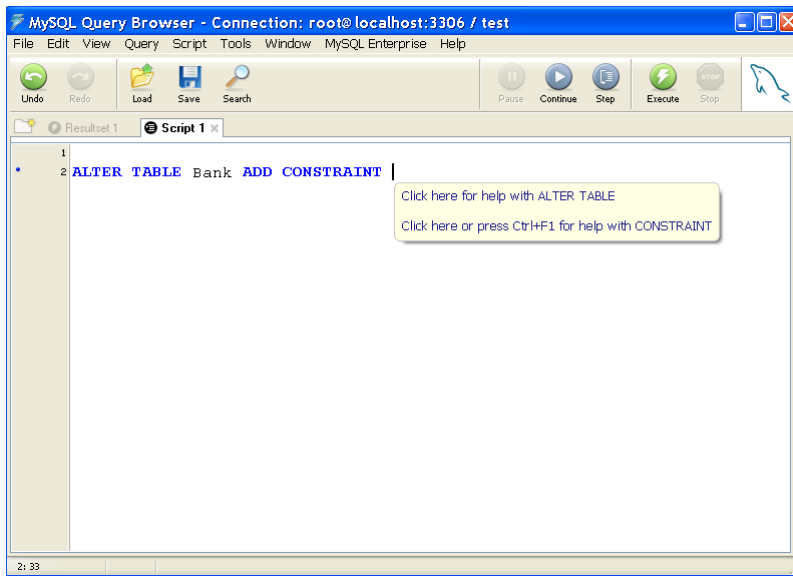 MySQL Query Browser - Connection: root@localhost:3306 / test
File Edit View Query Script Tools Window MySQL Enterprise Help
Undo Redo Load Save Search Pause Continue Step Execute Stop
Resultset 1 Script 1
1
2 ALTER TABLE Bank ADD CONSTRAINT
Click here for help with ALTER TABLE
Click here or press Ctrl+F1 for help with CONSTRAINT
2: 33